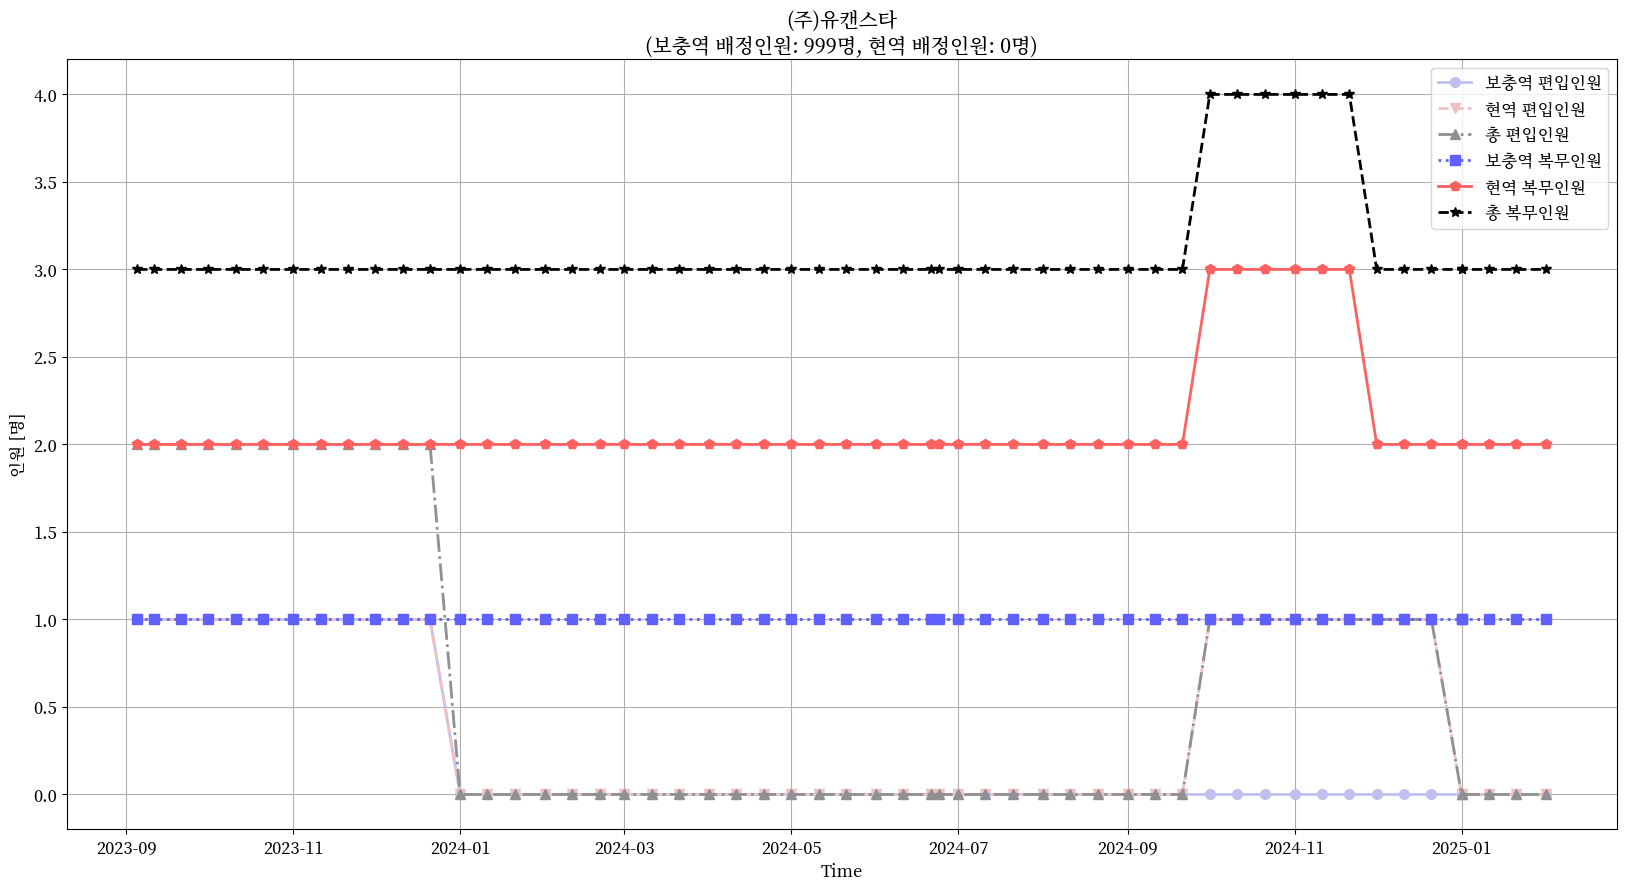 (주)유캔스타
(보충역 배정인원: 999명, 현역 배정인원: 0명)
보충역 편입인원
현역 편입인원
총 편입인원
보충역 복무인원
현역 복무인원
총 복무인원
인원 [명]
4.0
3.5
3.0
2.5
2.0
1.5
1.0
0.5
0.0
2023-09
2023-11
2024-01
2024-03
2024-05
2024-07
2024-09
2024-11
2025-01
Time